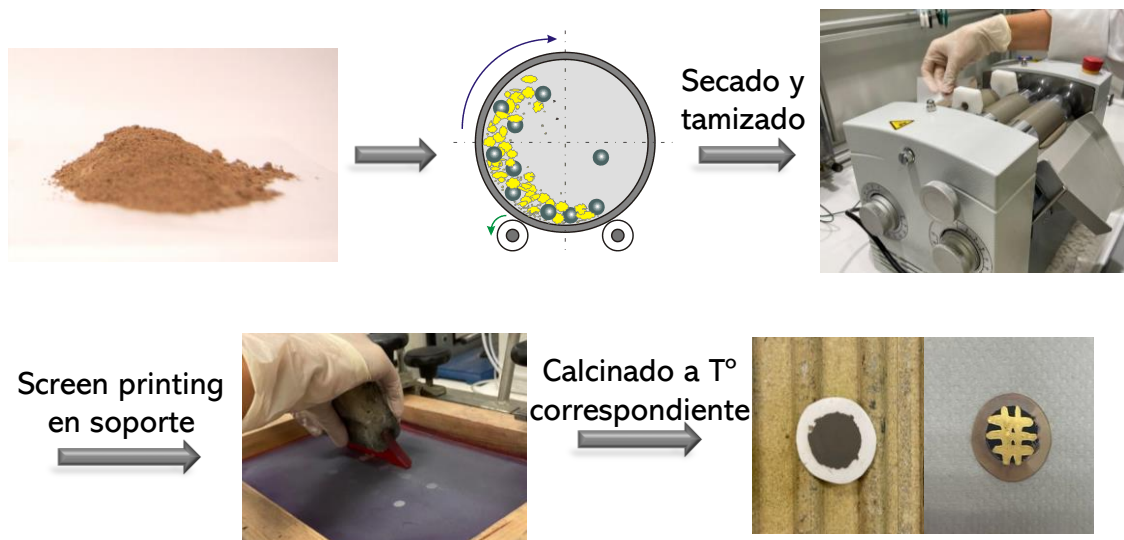 Secado y
tamizado
Screen printing
en soporte
Calcinado a Tº
correspondiente